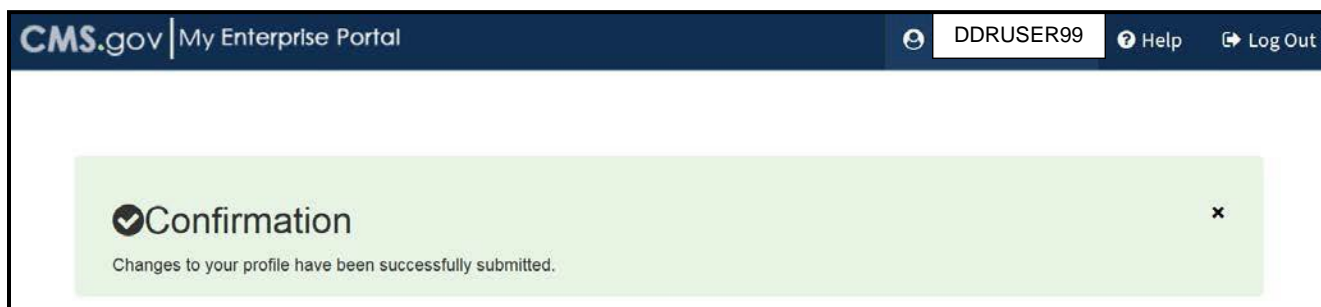 CMS.gov | My Enterprise Portal DDRUSER99 Help Log Out
Confirmation
Changes to your profile have been successfully submitted.